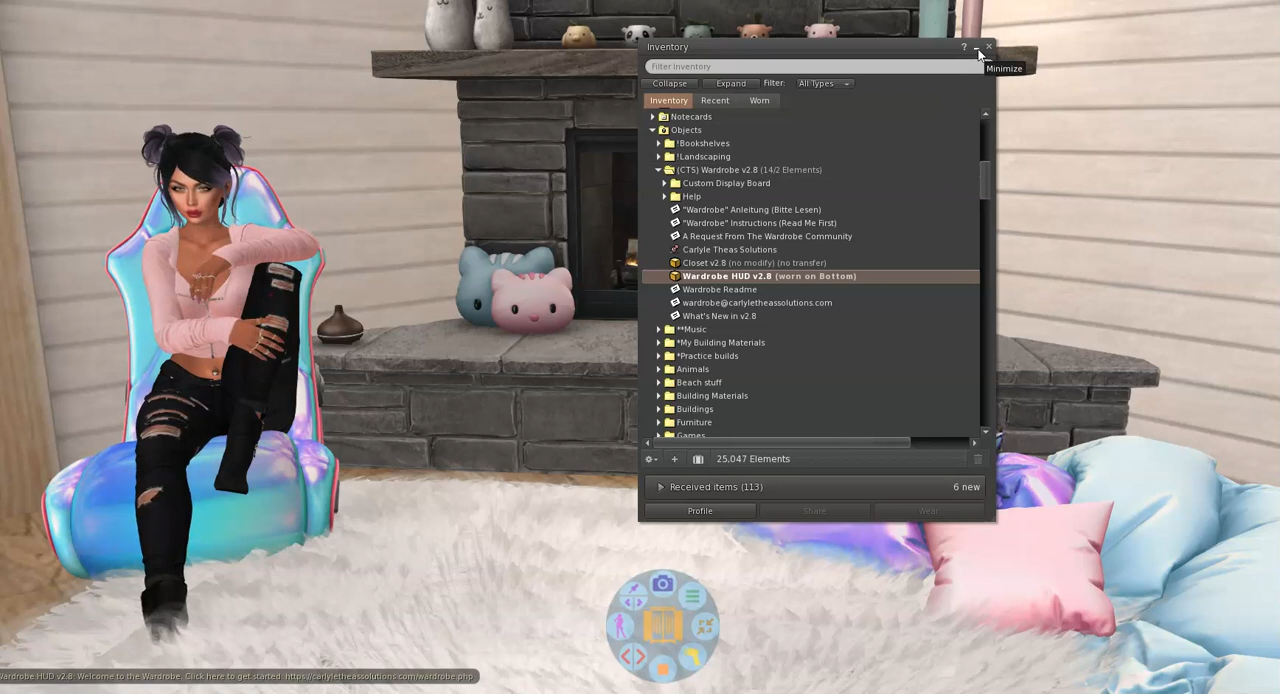 Inventory
?
Minimize
Filter Inventory
Collapse
Expand
Filter:
All Types
Inventory
Recent
Worn
Notecards
Objects
!Bookshelves
!Landscaping
(CTS) Wardrobe v2.8 (14/2 Elements)
Custom Display Board
Help
"Wardrobe" Anleitung (Bitte Lesen)
"Wardrobe" Instructions (Read Me First)
A Request From The Wardrobe Community
Carlyle Theas Solutions
Closet v2.8 (no modify) (no transfer)
Wardrobe HUD v2.8 (worn on Bottom)
Wardrobe Readme
wardrobe@carlyletheassolutions.com
What's New in v2.8
**Music
*My Building Materials
*Practice builds
Animals
Beach stuff
Building Materials
Buildings
Furniture
Games
25,047 Elements
Received items (113)
6 new
Profile
Share
Wear
Wardrobe HUD v2.8: Welcome to the Wardrobe. Click here to get started: https://carlyletheassolutions.com/wardrobe.php